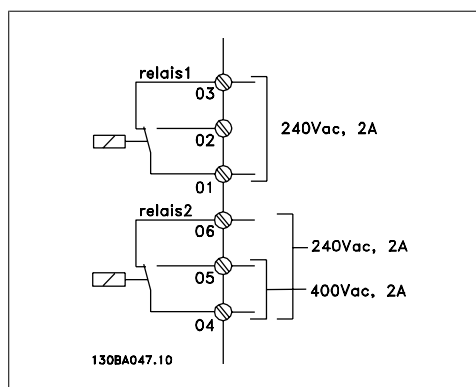 relais1
03
02
240Vac, 2A
01
relais2
06
240Vac, 2A
05
400Vac, 2A
04
130BA047.10